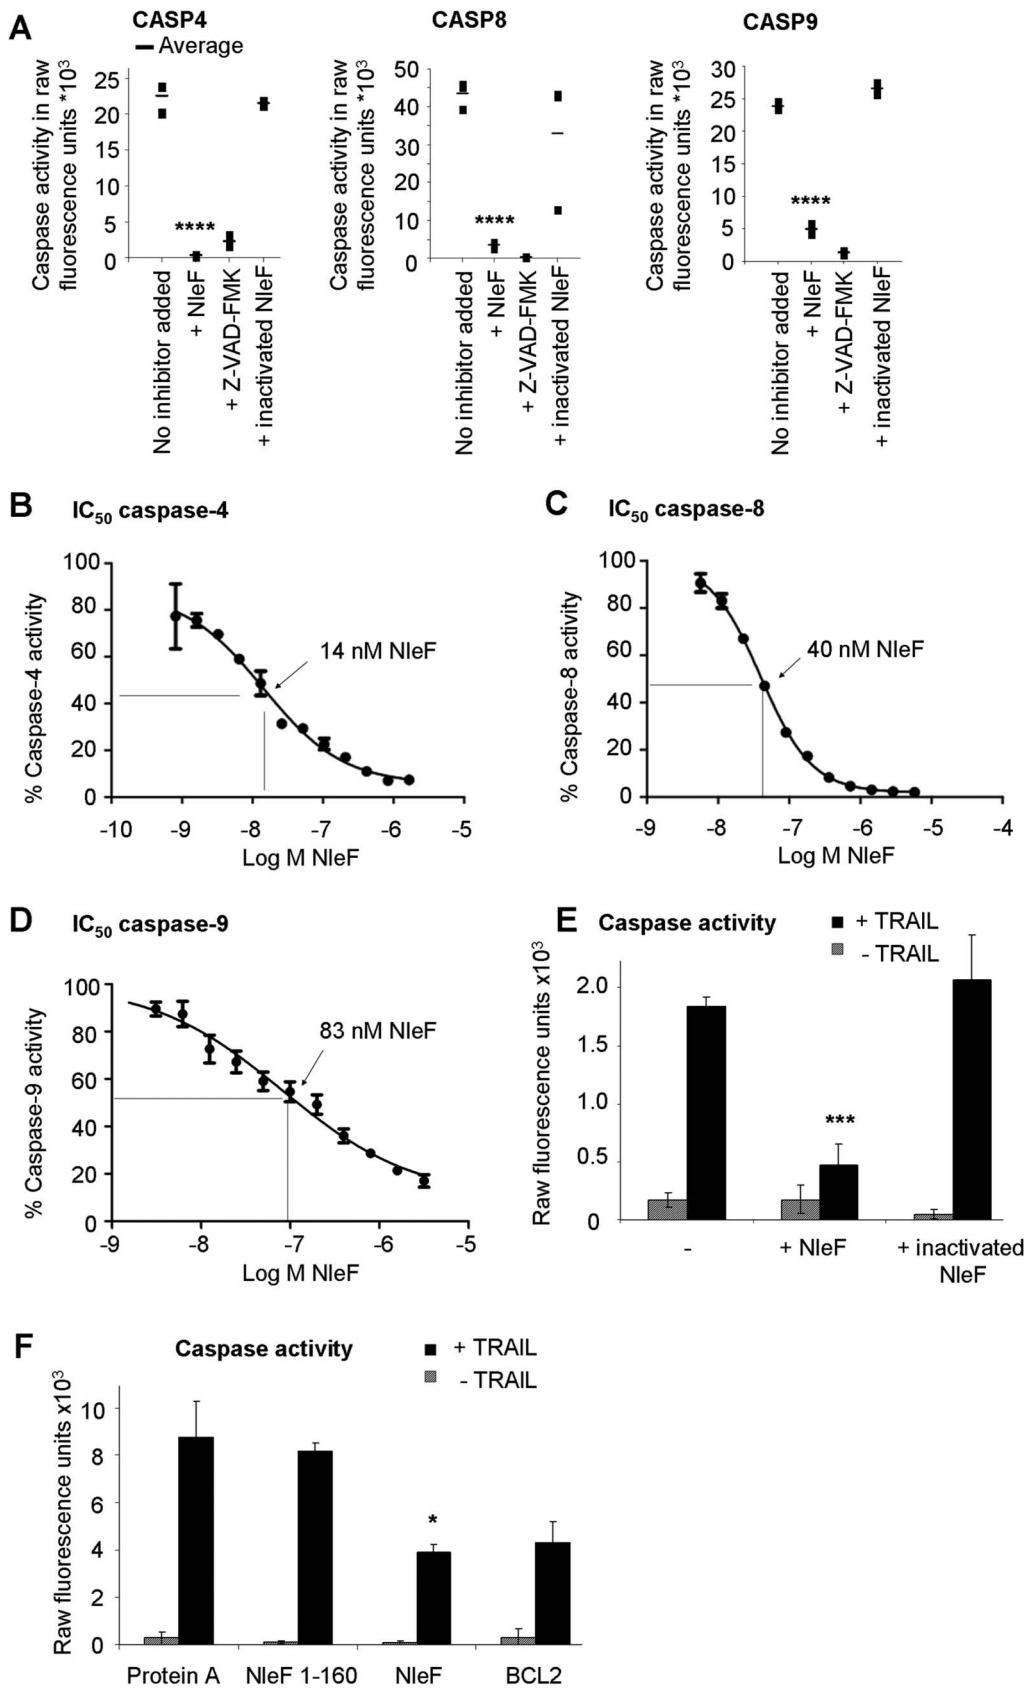 A
CASP4
Average
Caspase activity in raw
fluorescence units *10³
25
20
15
10
5
0
****
No inhibitor added
+ NleF
+ Z-VAD-FMK
+ inactivated NleF
CASP8
Caspase activity in raw
fluorescence units *10³
50
40
30
20
10
0
****
No inhibitor added
+ NleF
+ Z-VAD-FMK
+ inactivated NleF
CASP9
Caspase activity in raw
fluorescence units *10³
30
25
20
15
10
5
0
****
No inhibitor added
+ NleF
+ Z-VAD-FMK
+ inactivated NleF
B
IC₅₀ caspase-4
% Caspase-4 activity
100
80
60
40
20
0
14 nM NleF
-10 -9 -8 -7 -6 -5
Log M NleF
C
IC₅₀ caspase-8
% Caspase-8 activity
100
80
60
40
20
0
40 nM NleF
-9 -8 -7 -6 -5 -4
Log M NleF
D
IC₅₀ caspase-9
% Caspase-9 activity
100
80
60
40
20
0
83 nM NleF
-9 -8 -7 -6 -5
Log M NleF
E
Caspase activity
+ TRAIL
- TRAIL
Raw fluorescence units x10³
2.0
1.5
1.0
0.5
0
***
- + NleF + inactivated
NleF
F
Caspase activity
+ TRAIL
- TRAIL
Raw fluorescence units x10³
10
8
6
4
2
0
*
Protein A NleF 1-160 NleF BCL2